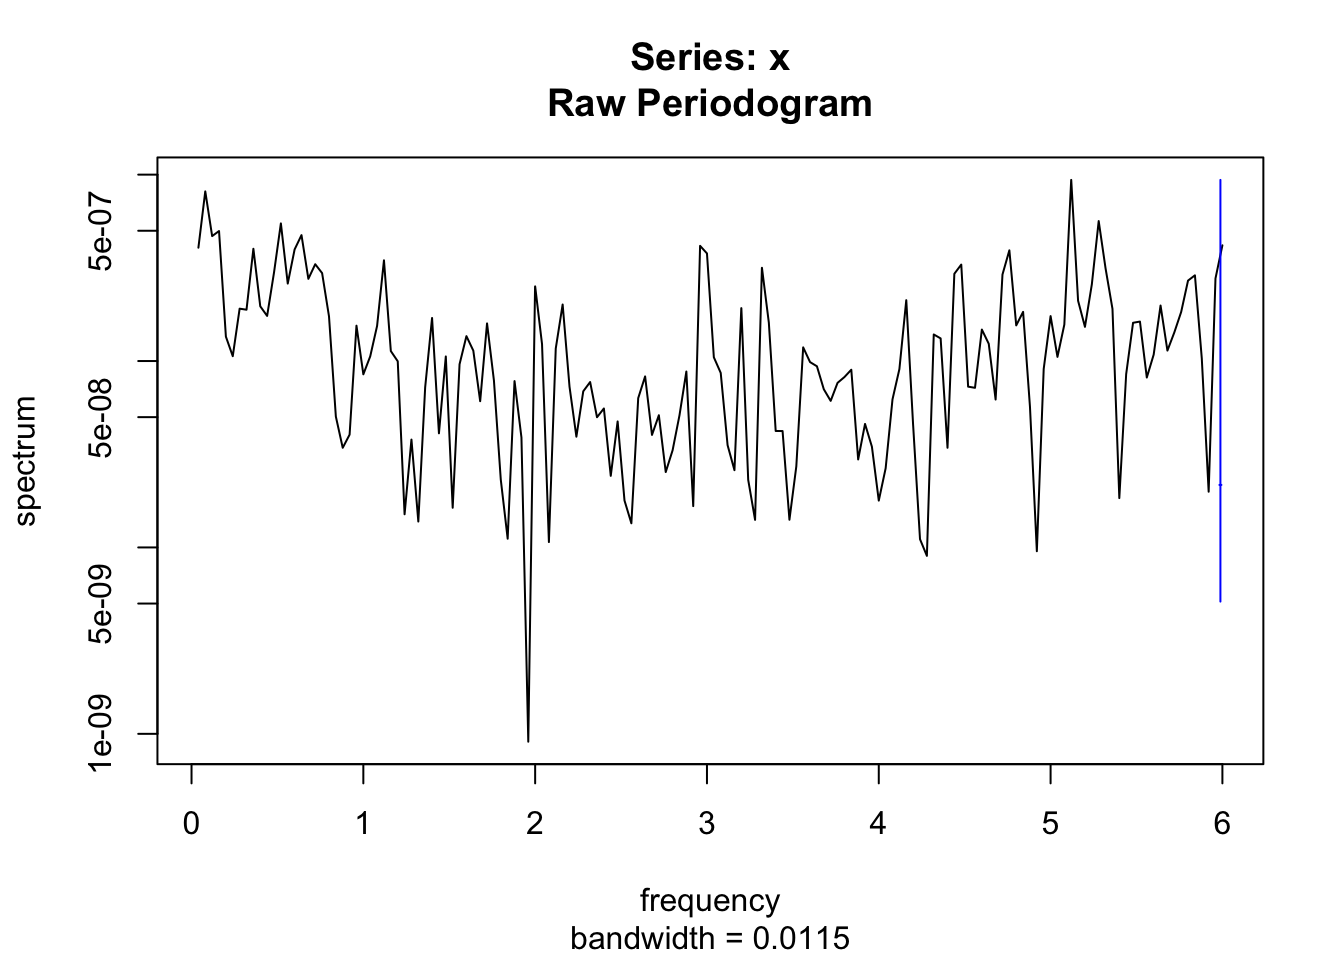 Series: x
Raw Periodogram
5e-07
5e-08
5e-09
1e-09
spectrum
0 1 2 3 4 5 6
frequency
bandwidth = 0.0115